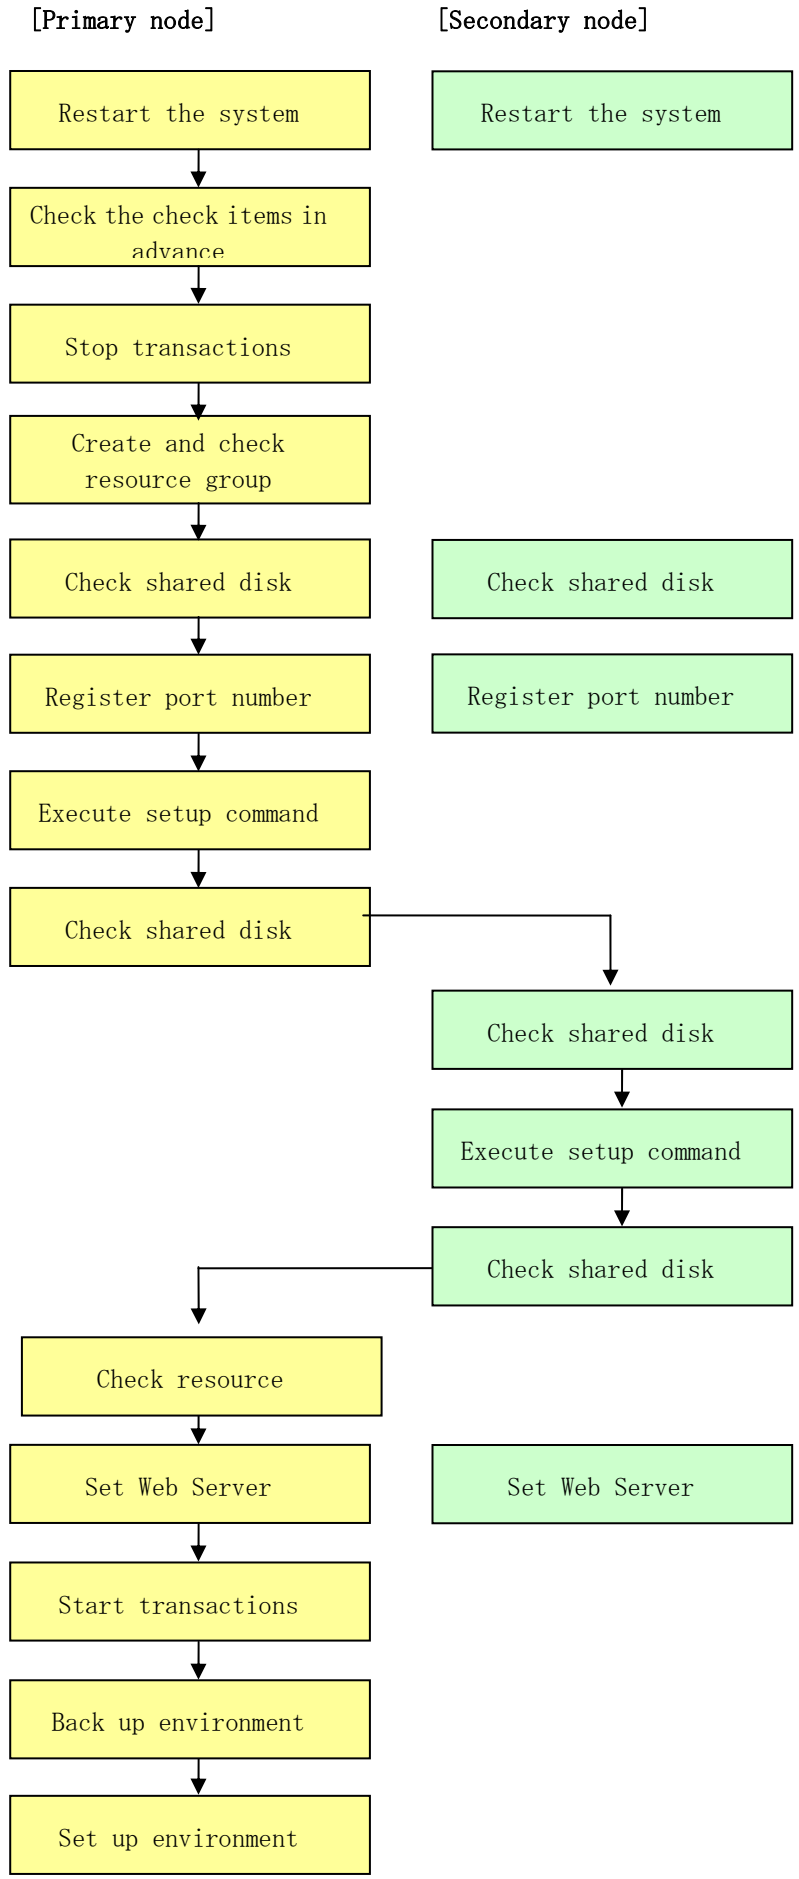 [Primary node]
[Secondary node]
Restart the system
Restart the system
Check the check items in
advance
Stop transactions
Create and check
resource group
Check shared disk
Check shared disk
Register port number
Register port number
Execute setup command
Check shared disk
Check shared disk
Execute setup command
Check shared disk
Check resource
Set Web Server
Set Web Server
Start transactions
Back up environment
Set up environment